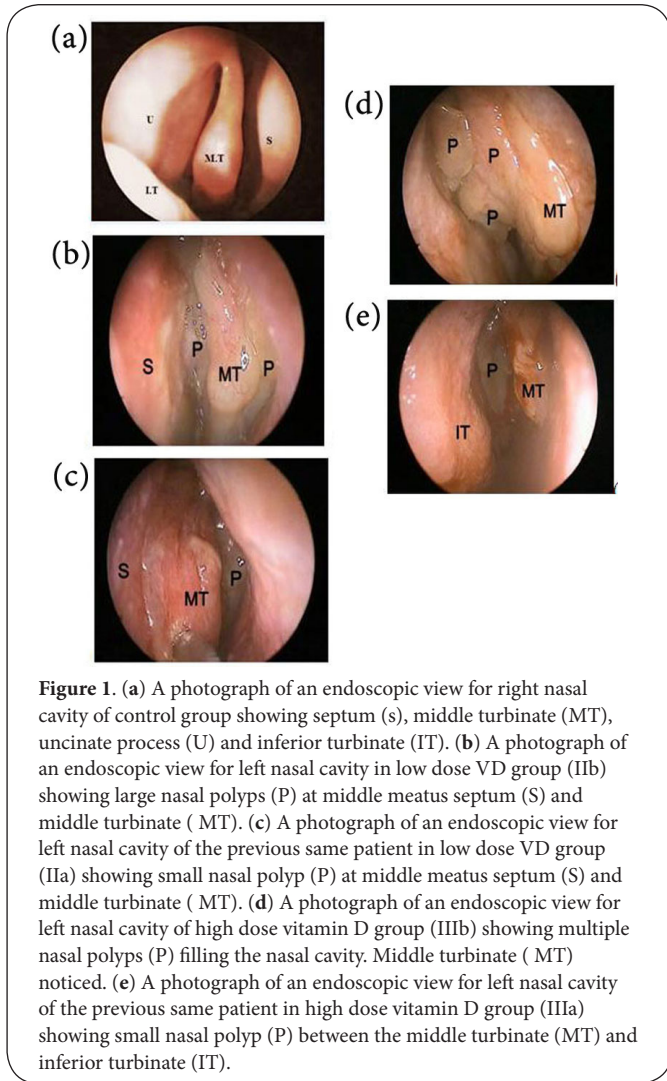 (a)
U
M.T
S
I.T
(b)
S
P
MT
P
(c)
S
MT
P
(d)
P
P
P
MT
(e)
P
MT
IT
Figure 1. (a) A photograph of an endoscopic view for right nasal
cavity of control group showing septum (s), middle turbinate (MT),
uncinate process (U) and inferior turbinate (IT). (b) A photograph of
an endoscopic view for left nasal cavity in low dose VD group (IIb)
showing large nasal polyps (P) at middle meatus septum (S) and
middle turbinate ( MT). (c) A photograph of an endoscopic view for
left nasal cavity of the previous same patient in low dose VD group
(IIa) showing small nasal polyp (P) at middle meatus septum (S) and
middle turbinate ( MT). (d) A photograph of an endoscopic view for
left nasal cavity of high dose vitamin D group (IIIb) showing multiple
nasal polyps (P) filling the nasal cavity. Middle turbinate ( MT)
noticed. (e) A photograph of an endoscopic view for left nasal cavity
of the previous same patient in high dose vitamin D group (IIIa)
showing small nasal polyp (P) between the middle turbinate (MT) and
inferior turbinate (IT).